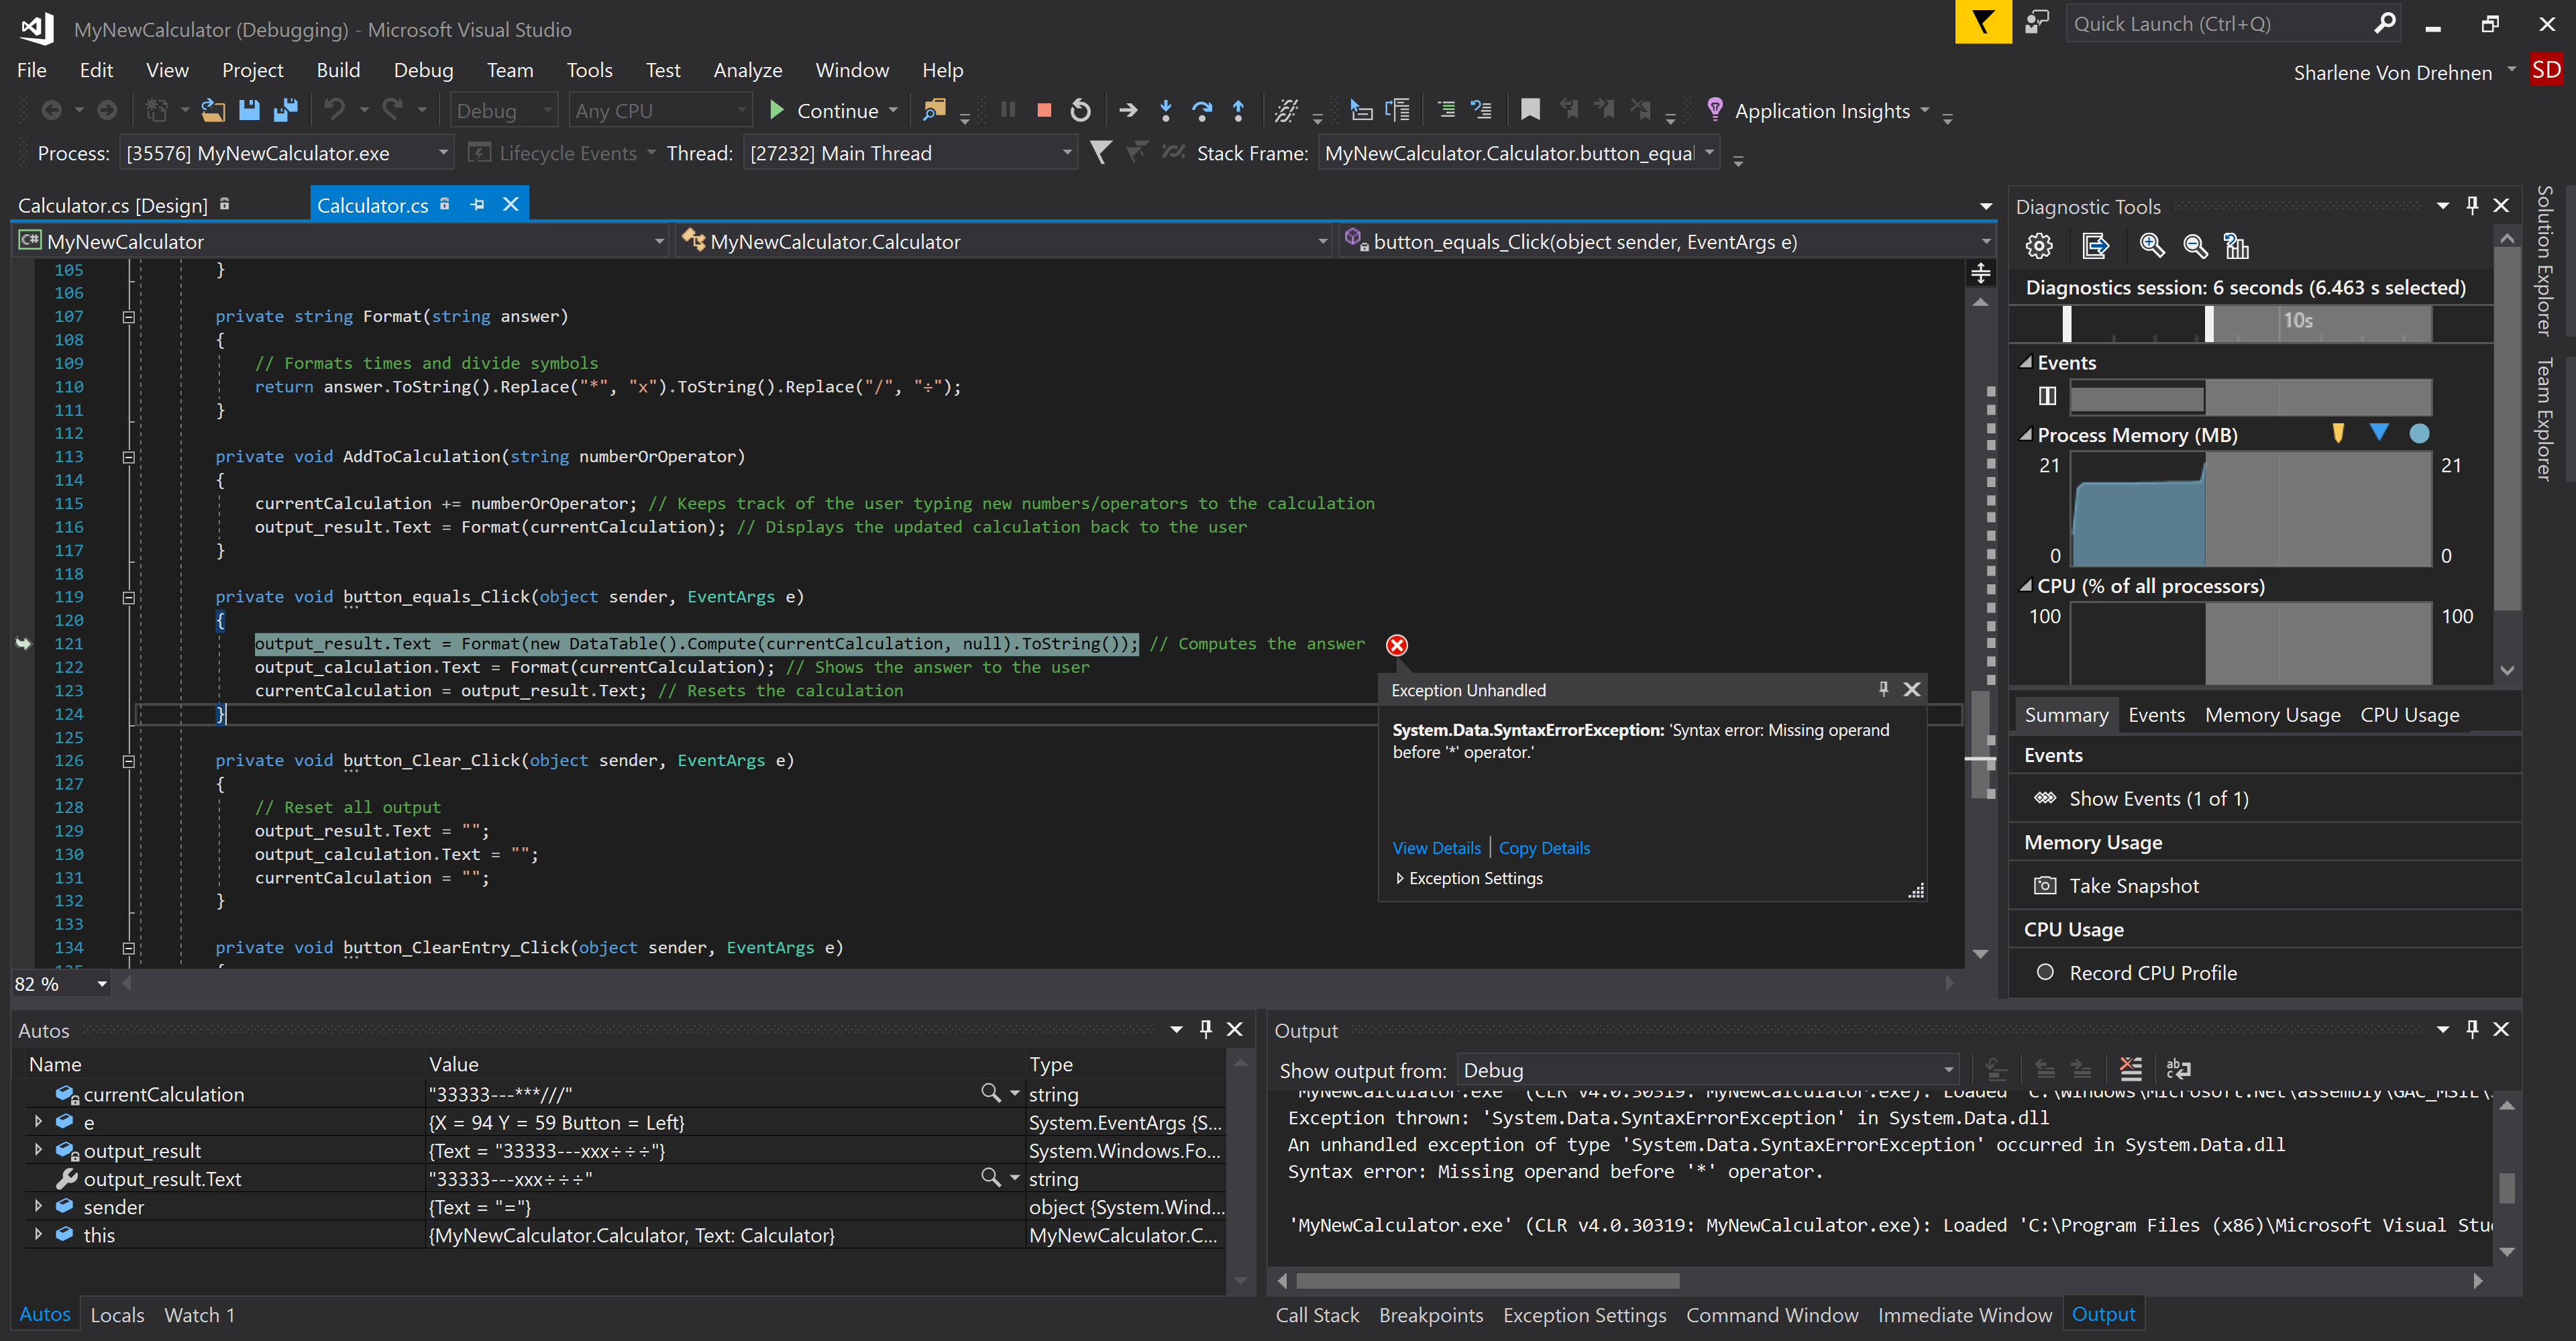 MyNewCalculator (Debugging) - Microsoft Visual Studio
Quick Launch (Ctrl+Q)
File Edit View Project Build Debug Team Tools Test Analyze Window Help
Sharlene Von Drehnen SD
Debug Any CPU Continue Application Insights
Process: [35576] MyNewCalculator.exe Lifecycle Events Thread: [27232] Main Thread Stack Frame: MyNewCalculator.Calculator.button_equal
Calculator.cs [Design] Calculator.cs
C# MyNewCalculator MyNewCalculator.Calculator button_equals_Click(object sender, EventArgs e)
105 }
106
107 private string Format(string answer)
108 {
109 // Formats times and divide symbols
110 return answer.ToString().Replace("*", "x").ToString().Replace("/", "÷");
111 }
112
113 private void AddToCalculation(string numberOrOperator)
114 {
115 currentCalculation += numberOrOperator; // Keeps track of the user typing new numbers/operators to the calculation
116 output_result.Text = Format(currentCalculation); // Displays the updated calculation back to the user
117 }
118
119 private void button_equals_Click(object sender, EventArgs e)
120 {
121 output_result.Text = Format(new DataTable().Compute(currentCalculation, null).ToString()); // Computes the answer
122 output_calculation.Text = Format(currentCalculation); // Shows the answer to the user
123 currentCalculation = output_result.Text; // Resets the calculation
124 }
125
126 private void button_Clear_Click(object sender, EventArgs e)
127 {
128 // Reset all output
129 output_result.Text = "";
130 output_calculation.Text = "";
131 currentCalculation = "";
132 }
133
134 private void button_ClearEntry_Click(object sender, EventArgs e)
135 {
82 %
Exception Unhandled
System.Data.SyntaxErrorException: 'Syntax error: Missing operand
before '*' operator.'
View Details | Copy Details
Exception Settings
Diagnostic Tools
Diagnostics session: 6 seconds (6.463 s selected)
10s
Events
Process Memory (MB)
21 21
0 0
CPU (% of all processors)
100 100
Summary Events Memory Usage CPU Usage
Events
Show Events (1 of 1)
Memory Usage
Take Snapshot
CPU Usage
Record CPU Profile
Solution Explorer
Team Explorer
Autos
Name Value Type
currentCalculation "33333---***///" string
e {X = 94 Y = 59 Button = Left} System.EventArgs {S...
output_result {Text = "33333---xxx÷÷÷"} System.Windows.Fo...
output_result.Text "33333---xxx÷÷÷" string
sender {Text = "="} object {System.Wind...
this {MyNewCalculator.Calculator, Text: Calculator} MyNewCalculator.C...
Autos Locals Watch 1
Output
Show output from: Debug
'MyNewCalculator.exe' (CLR v4.0.30319: MyNewCalculator.exe): Loaded 'C:\Windows\Microsoft.Net\assembly\GAC_MSIL\
Exception thrown: 'System.Data.SyntaxErrorException' in System.Data.dll
An unhandled exception of type 'System.Data.SyntaxErrorException' occurred in System.Data.dll
Syntax error: Missing operand before '*' operator.
'MyNewCalculator.exe' (CLR v4.0.30319: MyNewCalculator.exe): Loaded 'C:\Program Files (x86)\Microsoft Visual Stu
Call Stack Breakpoints Exception Settings Command Window Immediate Window Output